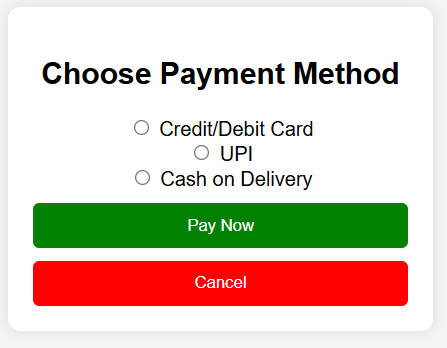 Choose Payment Method
Credit/Debit Card
UPI
Cash on Delivery
Pay Now
Cancel